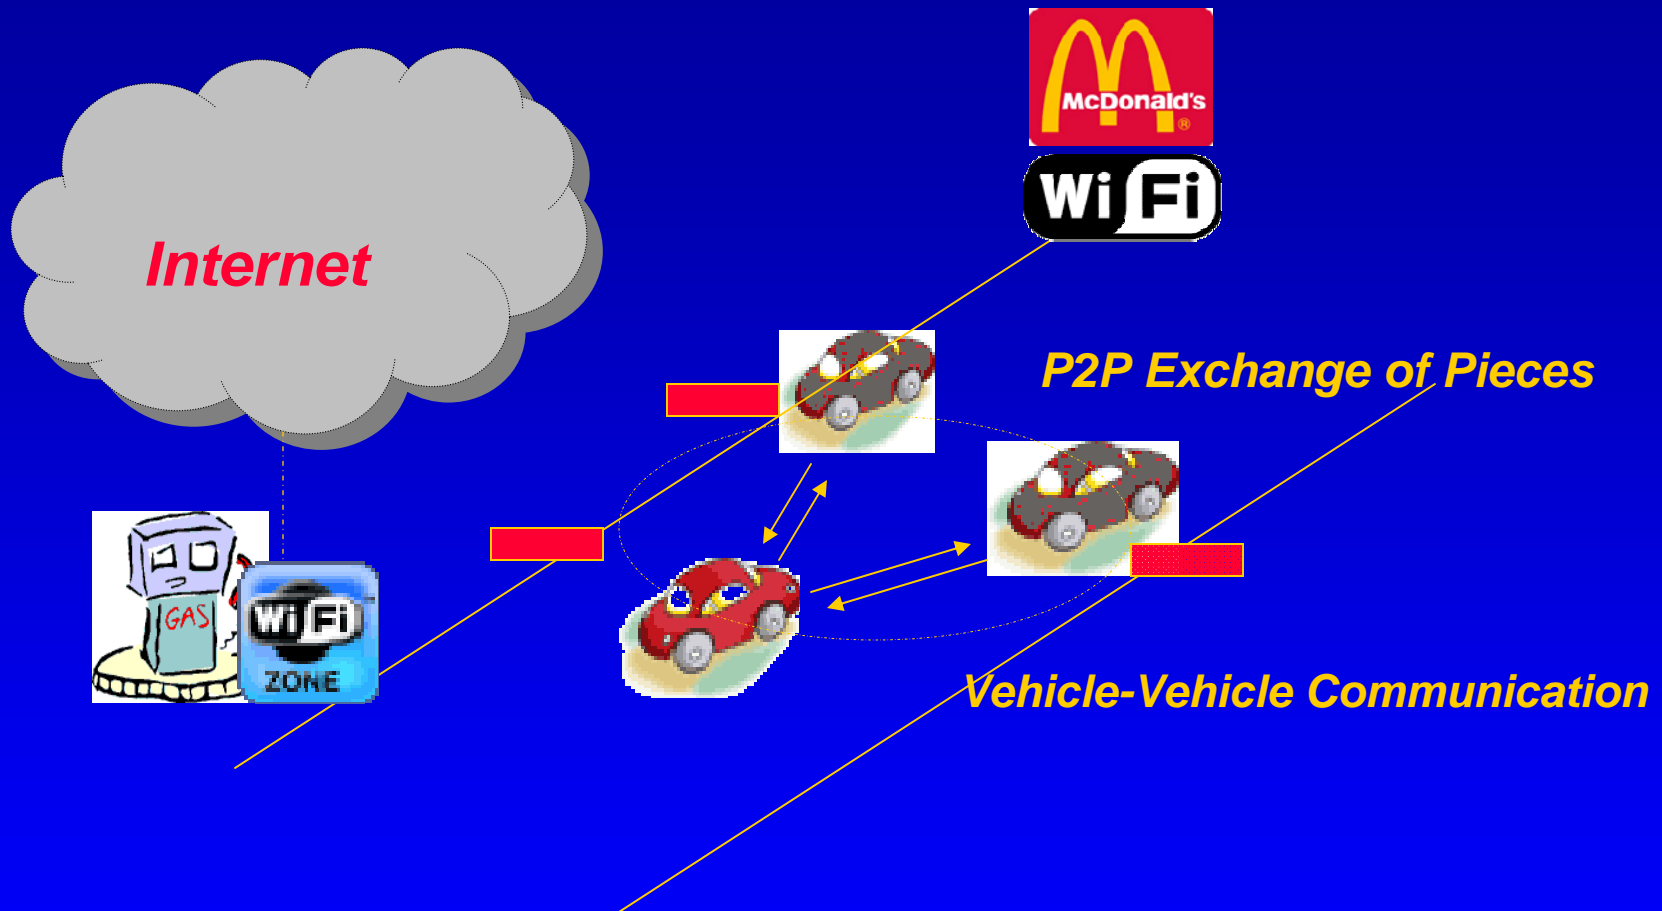 McDonald's
®
Wi Fi
Internet
P2P Exchange of Pieces
GAS
Wi Fi
ZONE
Vehicle-Vehicle Communication